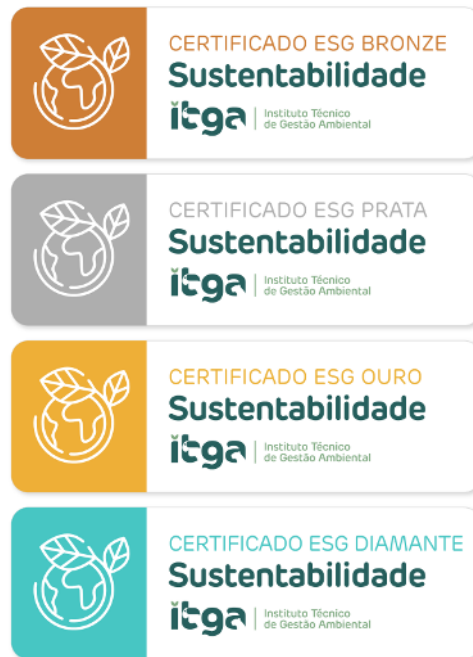 CERTIFICADO ESG BRONZE
Sustentabilidade
itga
Instituto Técnico
de Gestão Ambiental
CERTIFICADO ESG PRATA
Sustentabilidade
itga
Instituto Técnico
de Gestão Ambiental
CERTIFICADO ESG OURO
Sustentabilidade
itga
Instituto Técnico
de Gestão Ambiental
CERTIFICADO ESG DIAMANTE
Sustentabilidade
itga
Instituto Técnico
de Gestão Ambiental